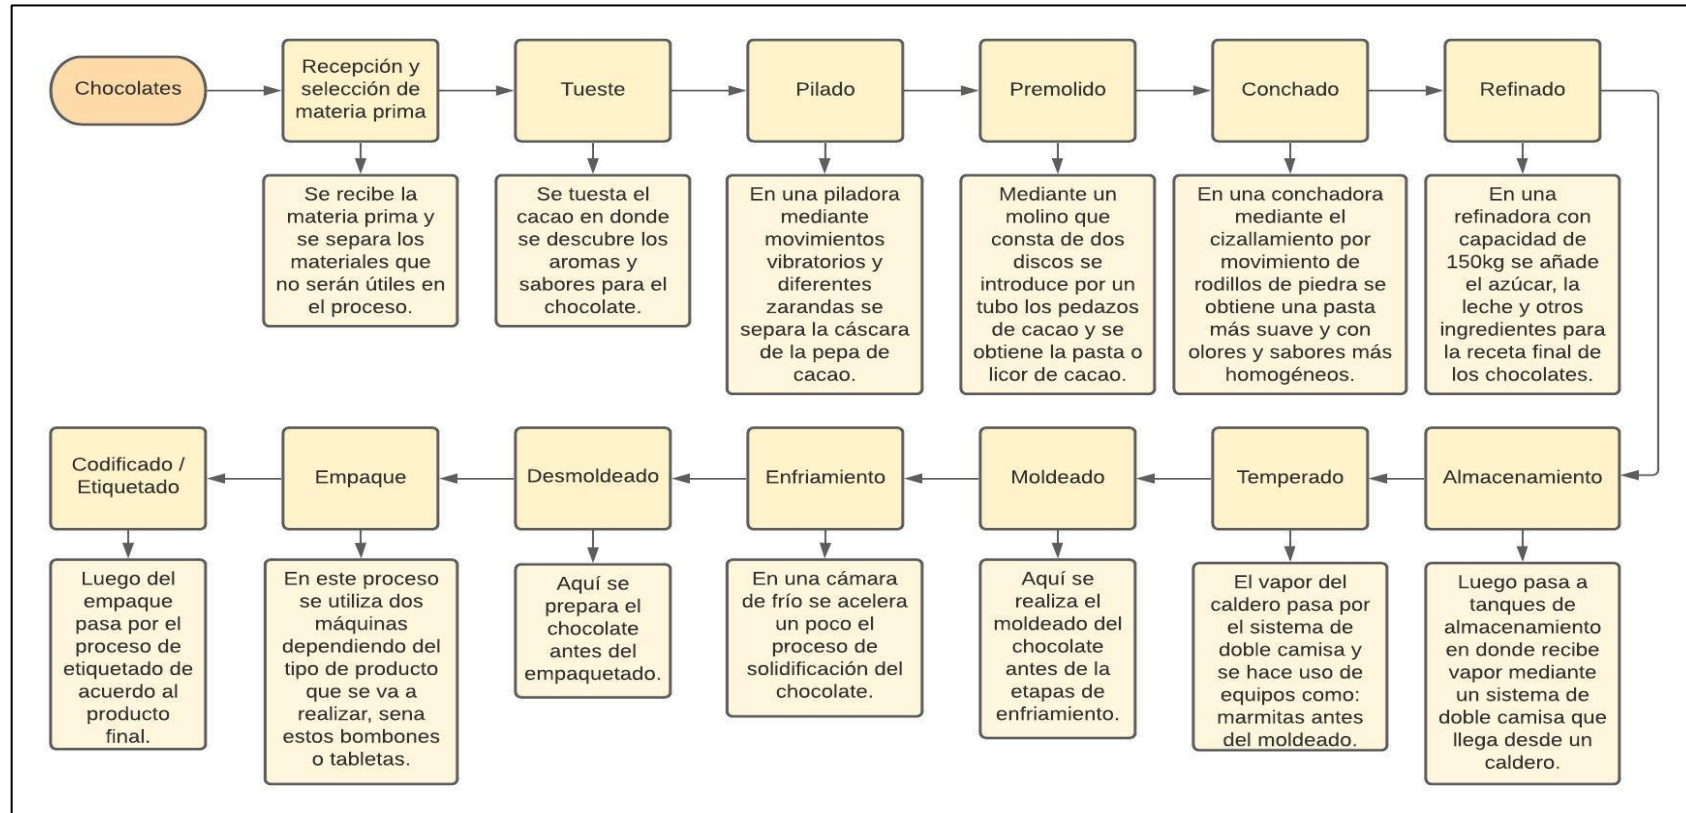 Chocolates
Recepción y
selección de
materia prima
Tueste
Pilado
Premolido
Conchado
Refinado
Se recibe la
materia prima y
se separa los
materiales que
no serán útiles en
el proceso.
Se tuesta el
cacao en donde
se descubre los
aromas y
sabores para el
chocolate.
En una piladora
mediante
movimientos
vibratorios y
diferentes
zarandas se
separa la cáscara
de la pepa de
cacao.
Mediante un
molino que
consta de dos
discos se
introduce por un
tubo los pedazos
de cacao y se
obtiene la pasta o
licor de cacao.
En una conchadora
mediante el
cizallamiento por
movimiento de
rodillos de piedra se
obtiene una pasta
más suave y con
olores y sabores más
homogéneos.
En una
refinadora con
capacidad de
150kg se añade
el azúcar, la
leche y otros
ingredientes para
la receta final de
los chocolates.
Almacenamiento
Temperado
Moldeado
Enfriamiento
Desmoldeado
Empaque
Codificado /
Etiquetado
Luego pasa a
tanques de
almacenamiento
en donde recibe
vapor mediante
un sistema de
doble camisa que
llega desde un
caldero.
El vapor del
caldero pasa por
el sistema de
doble camisa y
se hace uso de
equipos como:
marmitas antes
del moldeado.
Aquí se
realiza el
moldeado del
chocolate
antes de la
etapas de
enfriamiento.
En una cámara
de frío se acelera
un poco el
proceso de
solidificación del
chocolate.
Aquí se
prepara el
chocolate
antes del
empaquetado.
En este proceso
se utiliza dos
máquinas
dependiendo del
tipo de producto
que se va a
realizar, sena
estos bombones
o tabletas.
Luego del
empaque
pasa por el
proceso de
etiquetado de
acuerdo al
producto
final.